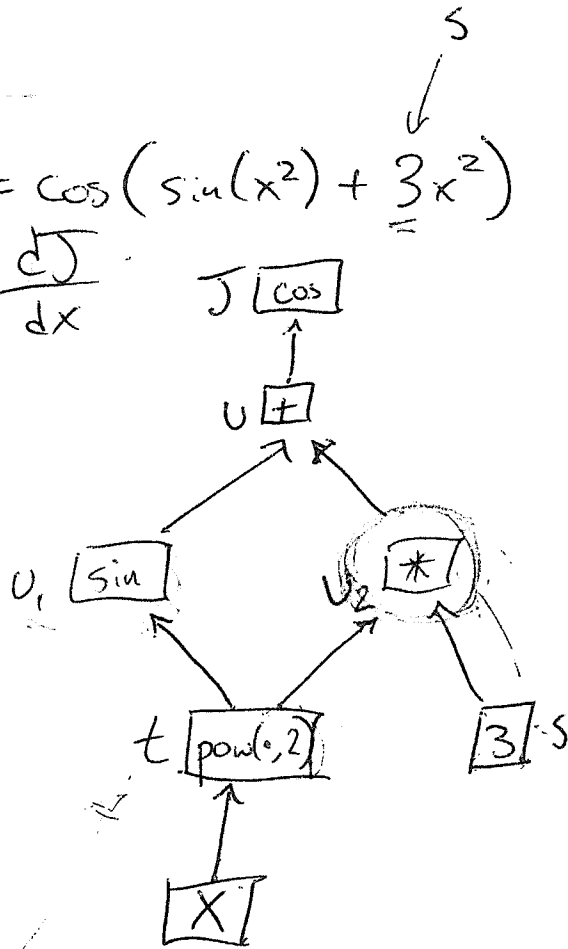 S
= cos(sin(x²) + 3x²)
dJ
dx
J cos
u +
u₁ sin
u₂ *
t pow(•,2)
3 S
X